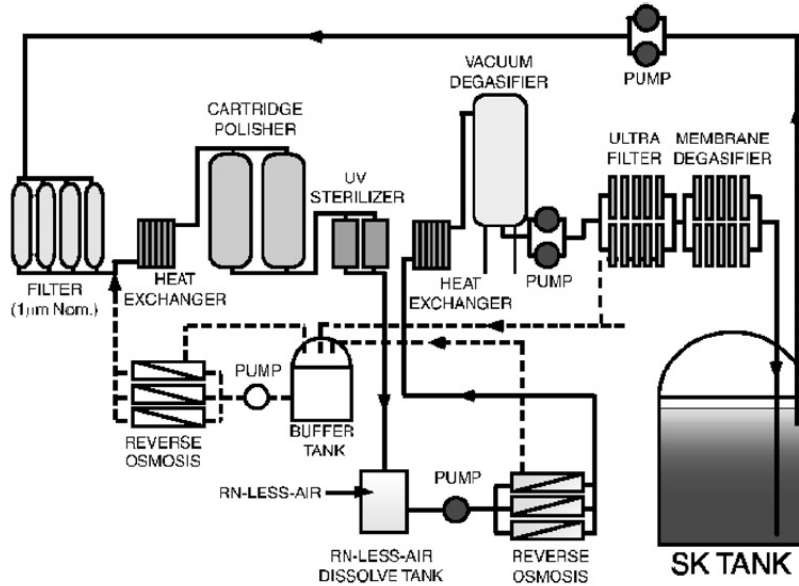 PUMP
VACUUM
DEGASIFIER
CARTRIDGE
POLISHER
ULTRA
FILTER
MEMBRANE
DEGASIFIER
UV
STERILIZER
FILTER
(1μm Nom.)
HEAT
EXCHANGER
HEAT
EXCHANGER
PUMP
PUMP
REVERSE
OSMOSIS
BUFFER
TANK
RN-LESS-AIR
PUMP
RN-LESS-AIR
DISSOLVE TANK
REVERSE
OSMOSIS
SK TANK